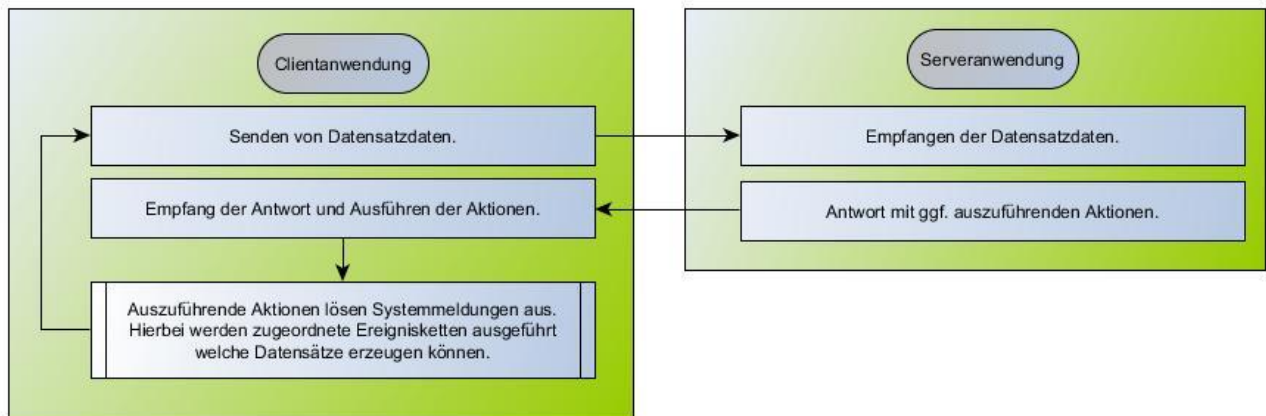 Clientanwendung
Senden von Datensatzdaten.
Empfang der Antwort und Ausführen der Aktionen.
Auszuführende Aktionen lösen Systemmeldungen aus.
Hierbei werden zugeordnete Ereignisketten ausgeführt
welche Datensätze erzeugen können.
Serveranwendung
Empfangen der Datensatzdaten.
Antwort mit ggf. auszuführenden Aktionen.